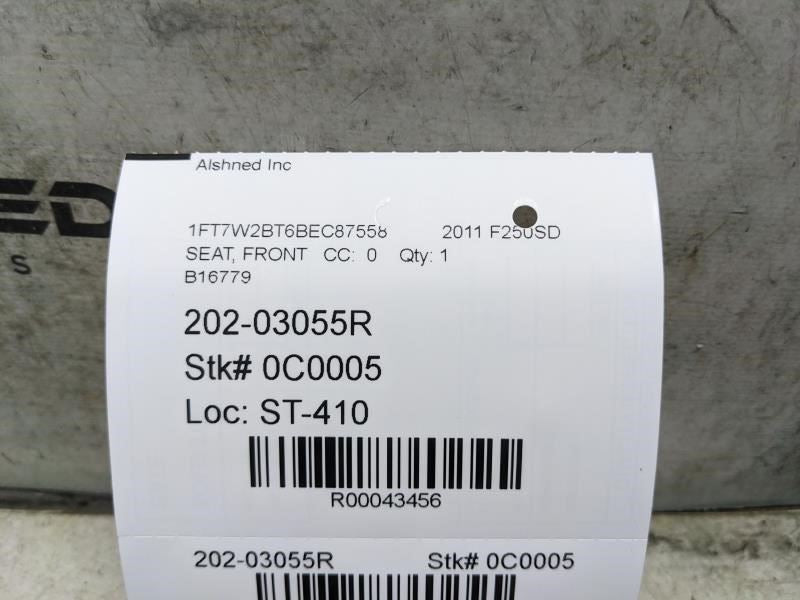 Alshned Inc
1FT7W2BT6BEC87558 2011 F250SD
SEAT, FRONT CC: 0 Qty: 1
B16779
202-03055R
Stk# 0C0005
Loc: ST-410
R00043456
202-03055R Stk# 0C0005
ED
S